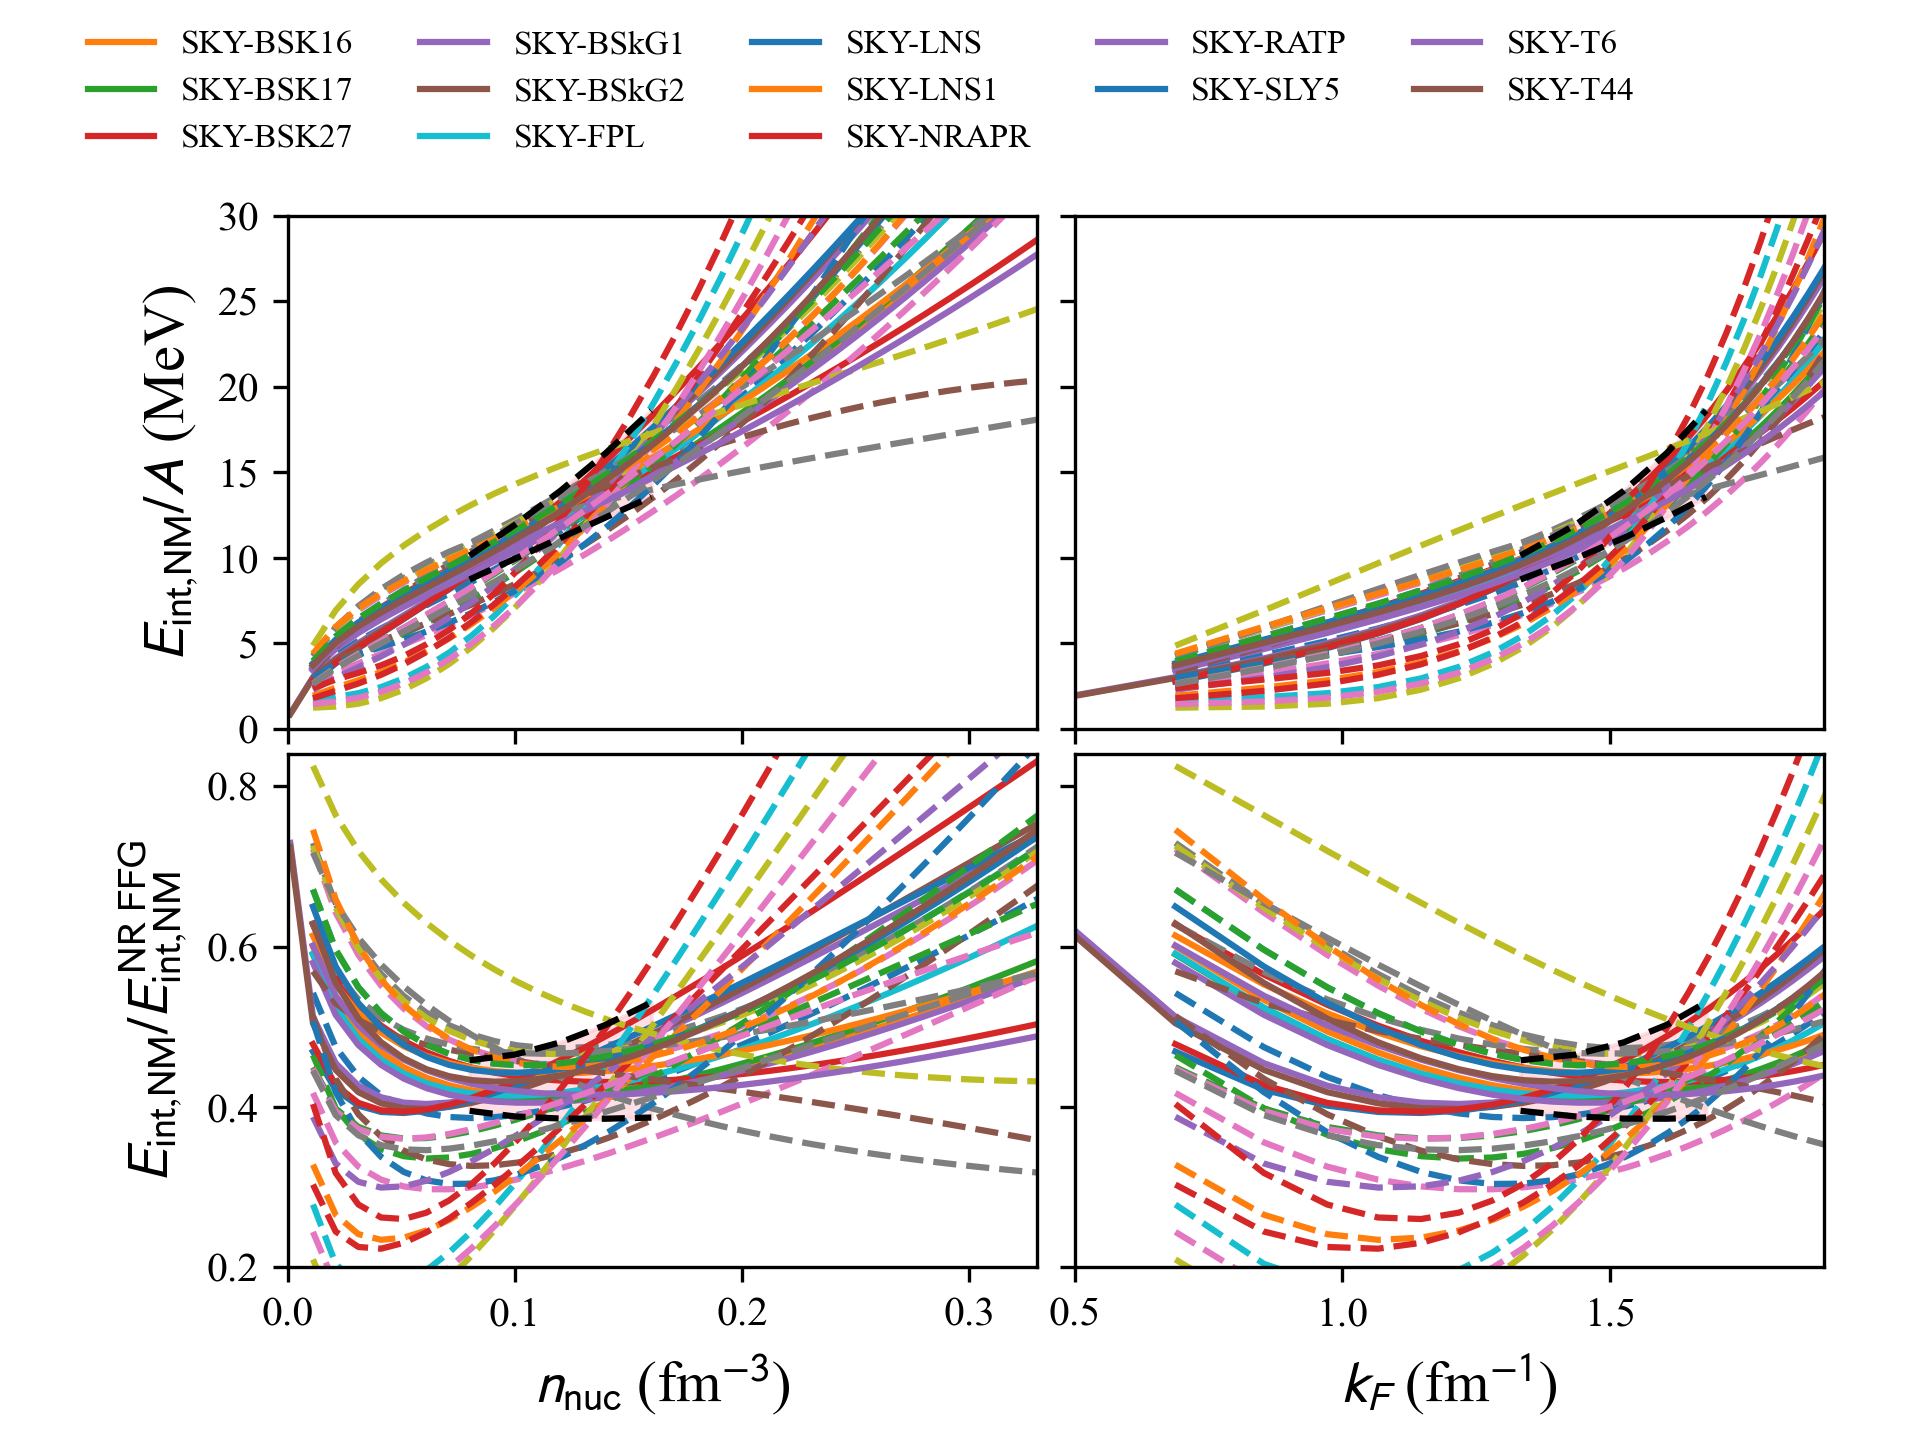 SKY-BSK16 SKY-BSkG1 SKY-LNS SKY-RATP SKY-T6
SKY-BSK17 SKY-BSkG2 SKY-LNS1 SKY-SLY5 SKY-T44
SKY-BSK27 SKY-FPL SKY-NRAPR
30
25
20
15
10
5
0
E_int,NM/A (MeV)
0.8
0.6
0.4
0.2
E_int,NM/E_int,NM^NR FFG
0.0 0.1 0.2 0.3
0.5 1.0 1.5
n_nuc (fm⁻³)
k_F (fm⁻¹)